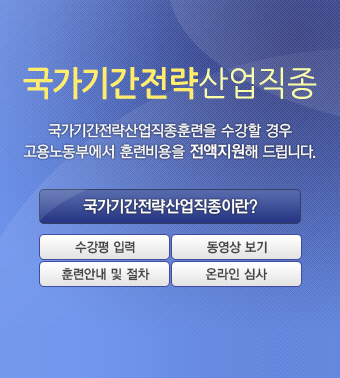 국가기간전략산업직종
국가기간전략산업직종훈련을 수강할 경우
고용노동부에서 훈련비용을 전액지원해 드립니다.
국가기간전략산업직종이란?
수강평 입력
동영상 보기
훈련안내 및 절차
온라인 심사